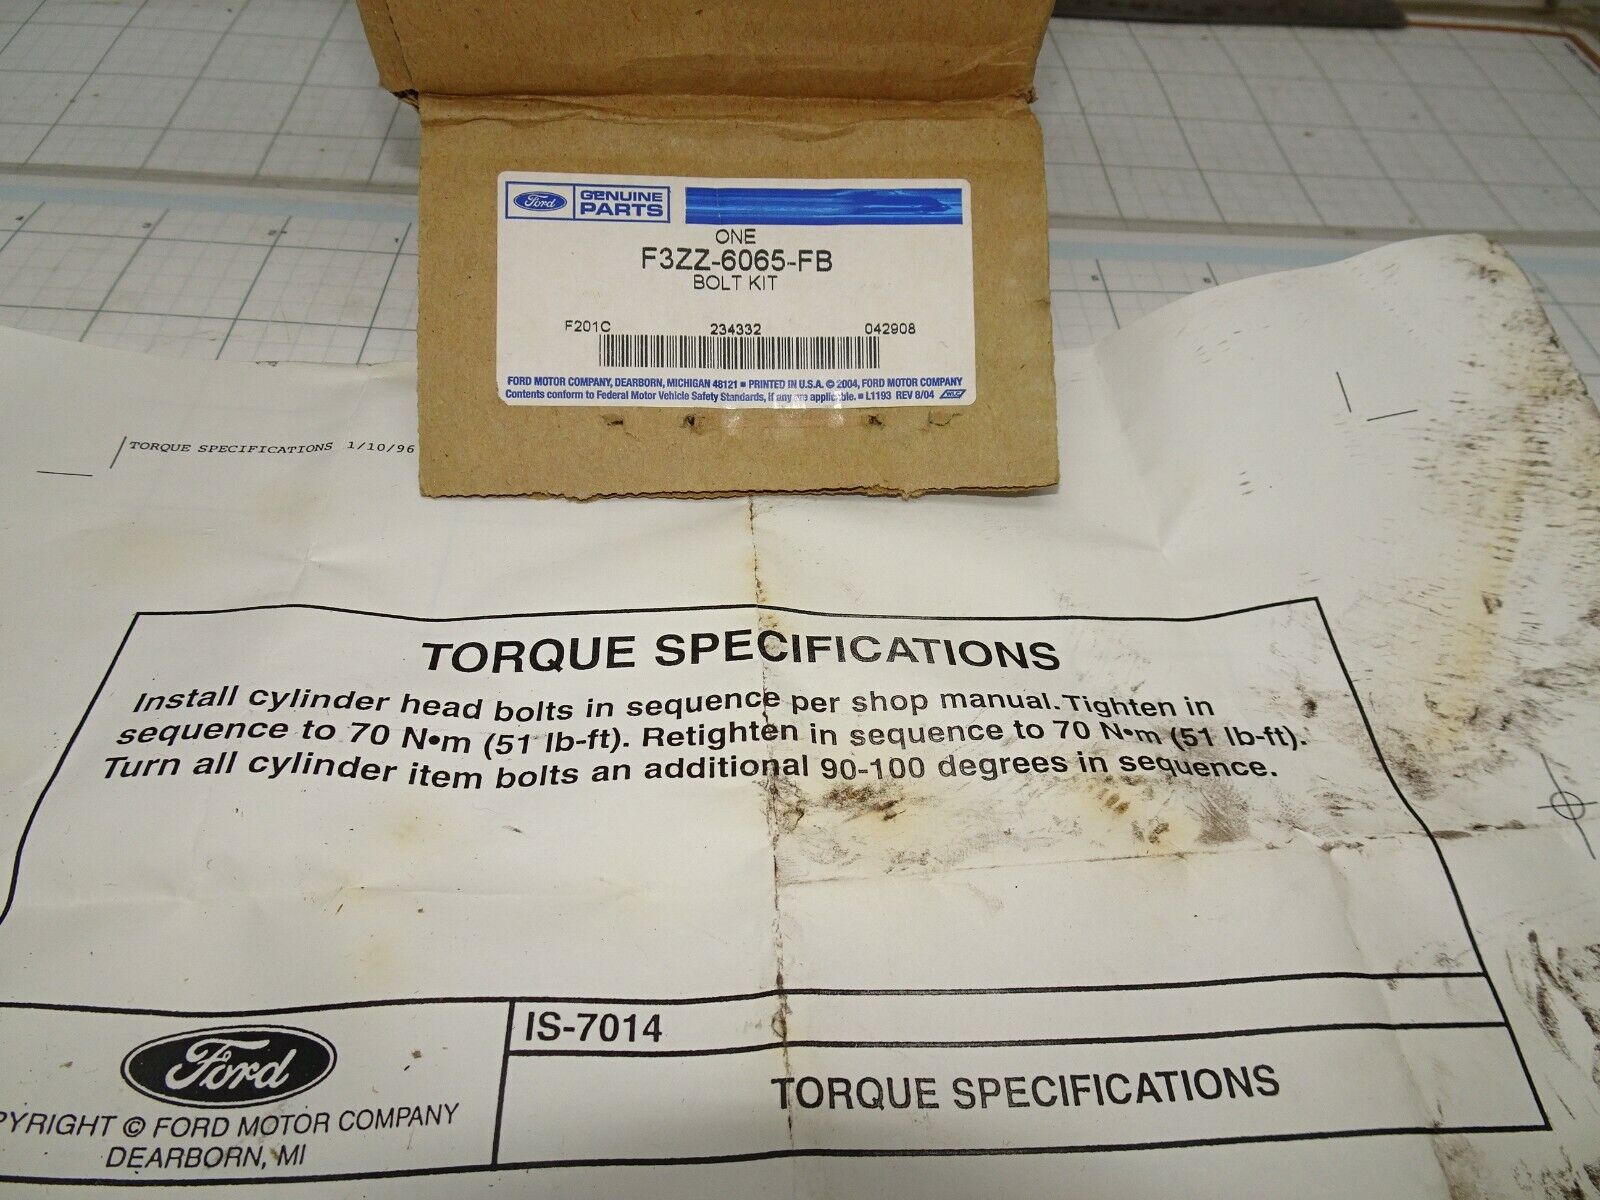 Ford GENUINE PARTS
ONE
F3ZZ-6065-FB
BOLT KIT
F201C 234332 042908
FORD MOTOR COMPANY, DEARBORN, MICHIGAN 48121 ■ PRINTED IN U.S.A. © 2004, FORD MOTOR COMPANY
Contents conform to Federal Motor Vehicle Safety Standards, if any are applicable. ■ L1193 REV 8/04
TORQUE SPECIFICATIONS 1/10/96
TORQUE SPECIFICATIONS
Install cylinder head bolts in sequence per shop manual. Tighten in
sequence to 70 N•m (51 lb-ft). Retighten in sequence to 70 N•m (51 lb-ft).
Turn all cylinder item bolts an additional 90-100 degrees in sequence.
IS-7014
Ford
TORQUE SPECIFICATIONS
PYRIGHT © FORD MOTOR COMPANY
DEARBORN, MI